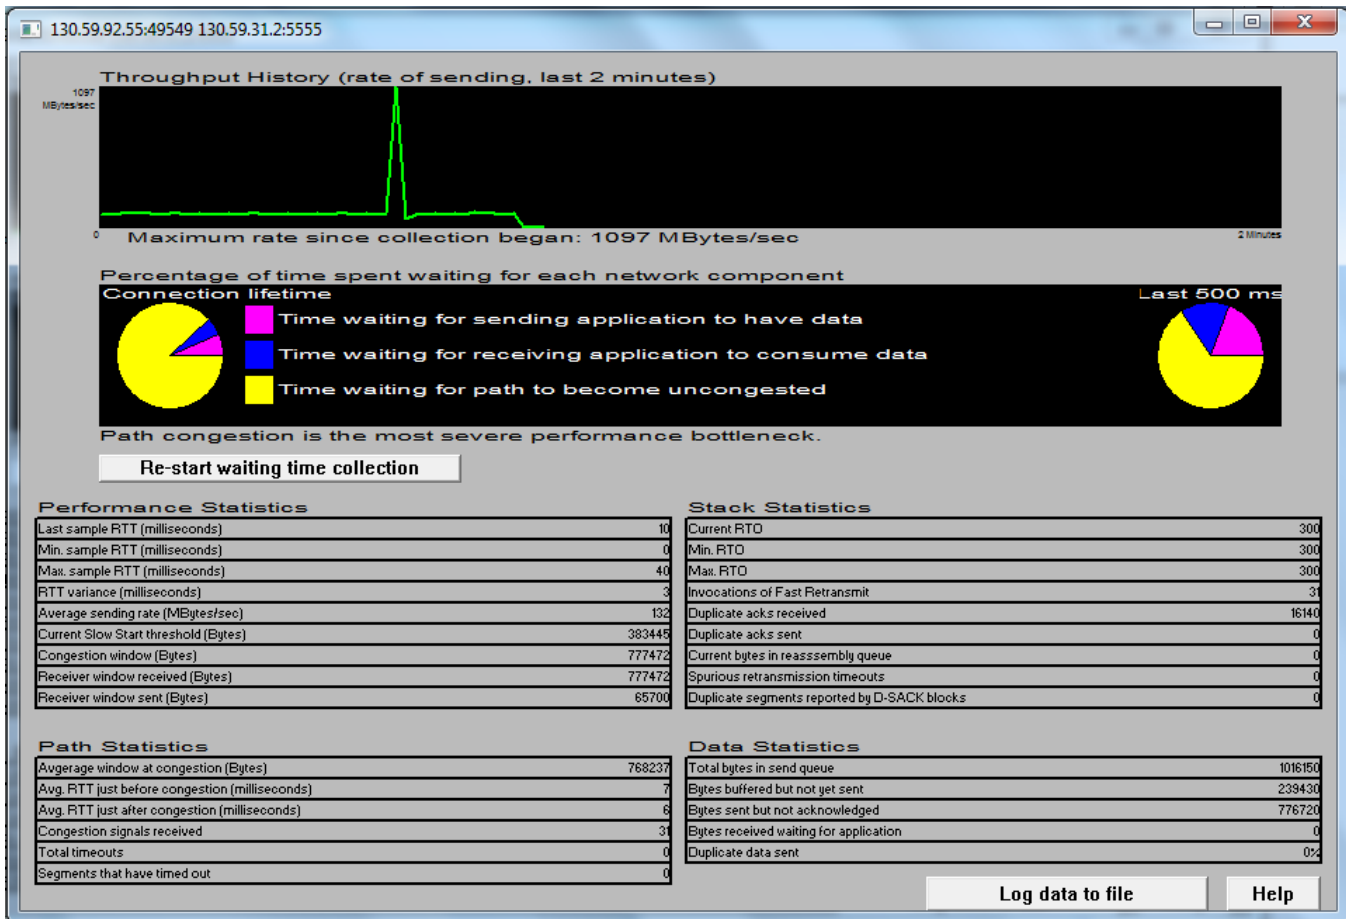 130.59.92.55:49549 130.59.31.2:5555
Throughput History (rate of sending, last 2 minutes)
1097
MBytes/sec
0
Maximum rate since collection began: 1097 MBytes/sec
2 Minutes
Percentage of time spent waiting for each network component
Connection lifetime
Last 500 ms
Time waiting for sending application to have data
Time waiting for receiving application to consume data
Time waiting for path to become uncongested
Path congestion is the most severe performance bottleneck.
Re-start waiting time collection
Performance Statistics
Last sample RTT (milliseconds) 10
Min. sample RTT (milliseconds) 0
Max. sample RTT (milliseconds) 40
RTT variance (milliseconds) 3
Average sending rate (MBytes/sec) 132
Current Slow Start threshold (Bytes) 383445
Congestion window (Bytes) 777472
Receiver window received (Bytes) 777472
Receiver window sent (Bytes) 65700
Stack Statistics
Current RTO 300
Min. RTO 300
Max. RTO 300
Invocations of Fast Retransmit 31
Duplicate acks received 16140
Duplicate acks sent 0
Current bytes in reasssembly queue 0
Spurious retransmission timeouts 0
Duplicate segments reported by D-SACK blocks 0
Path Statistics
Avgerage window at congestion (Bytes) 768237
Avg. RTT just before congestion (milliseconds) 7
Avg. RTT just after congestion (milliseconds) 6
Congestion signals received 31
Total timeouts 0
Segments that have timed out 0
Data Statistics
Total bytes in send queue 1016150
Bytes buffered but not yet sent 239430
Bytes sent but not acknowledged 776720
Bytes received waiting for application 0
Duplicate data sent 0%
Log data to file
Help